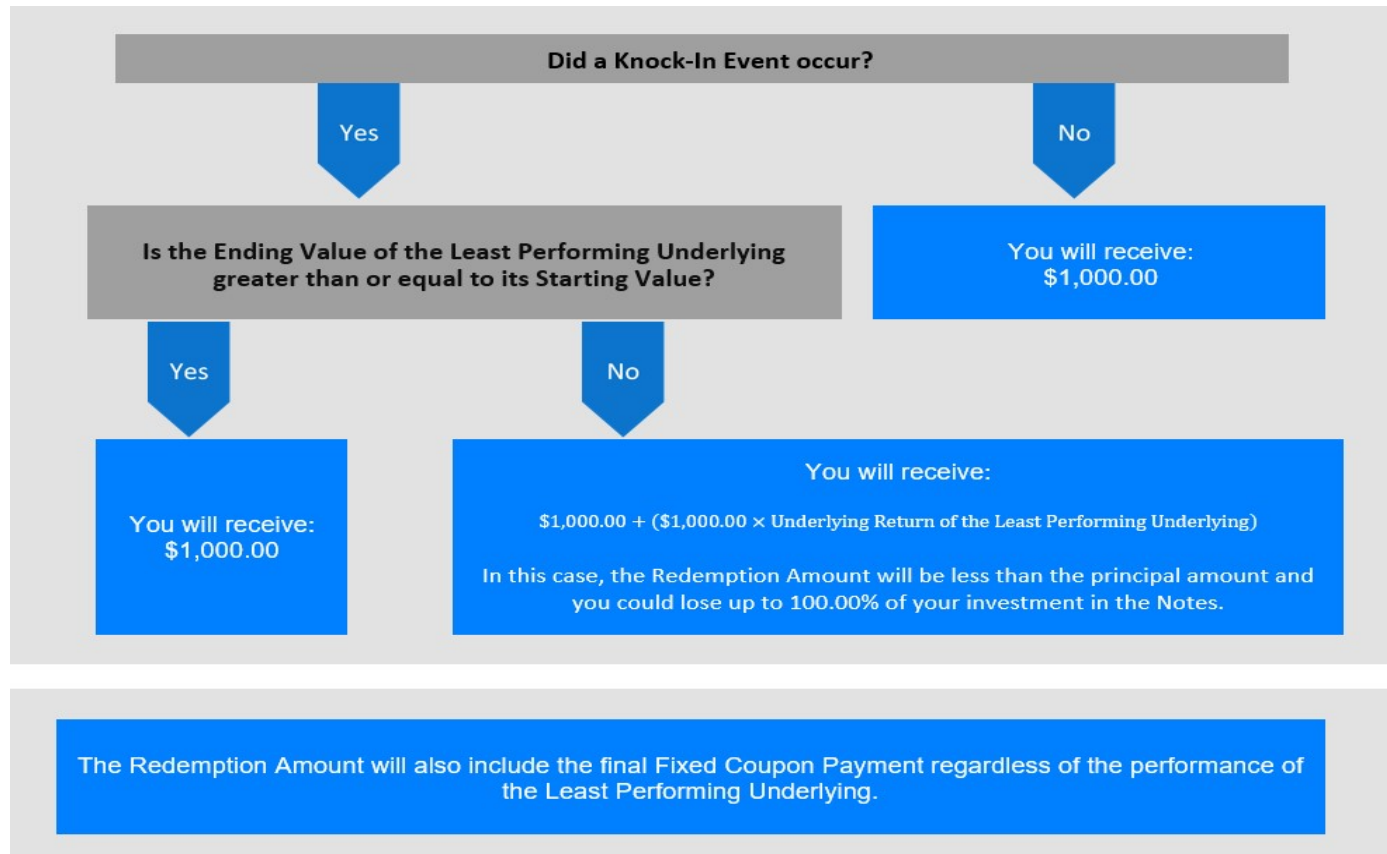 Did a Knock-In Event occur?
Yes
No
Is the Ending Value of the Least Performing Underlying
greater than or equal to its Starting Value?
You will receive:
$1,000.00
Yes
No
You will receive:
$1,000.00
You will receive:
$1,000.00 + ($1,000.00 × Underlying Return of the Least Performing Underlying)
In this case, the Redemption Amount will be less than the principal amount and
you could lose up to 100.00% of your investment in the Notes.
The Redemption Amount will also include the final Fixed Coupon Payment regardless of the performance of
the Least Performing Underlying.